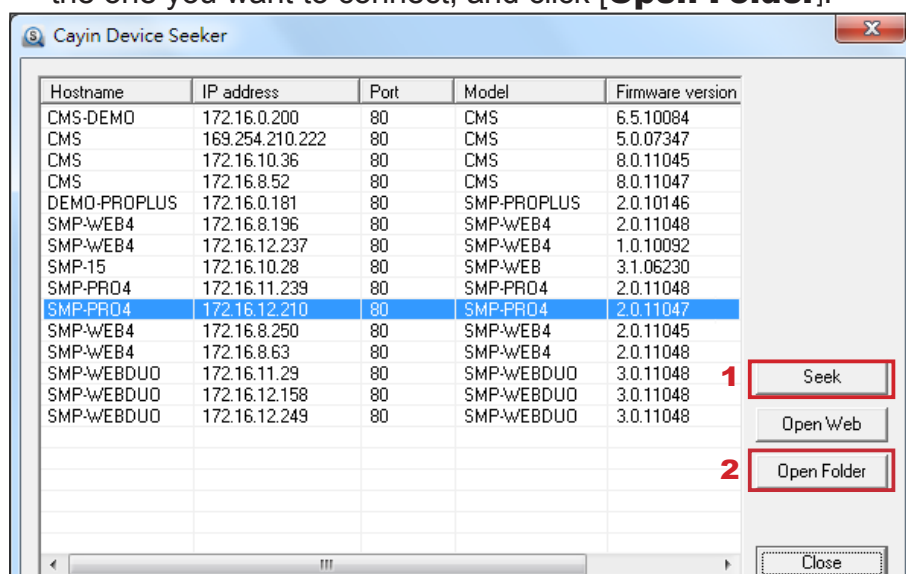 the one you want to connect, and click [Open Folder].
Cayin Device Seeker
Hostname IP address Port Model Firmware version
CMS-DEMO 172.16.0.200 80 CMS 6.5.10084
CMS 169.254.210.222 80 CMS 5.0.07347
CMS 172.16.10.36 80 CMS 8.0.11045
CMS 172.16.8.52 80 CMS 8.0.11047
DEMO-PROPLUS 172.16.0.181 80 SMP-PROPLUS 2.0.10146
SMP-WEB4 172.16.8.196 80 SMP-WEB4 2.0.11048
SMP-WEB4 172.16.12.237 80 SMP-WEB4 1.0.10092
SMP-15 172.16.10.28 80 SMP-WEB 3.1.06230
SMP-PRO4 172.16.11.239 80 SMP-PRO4 2.0.11048
SMP-PRO4 172.16.12.210 80 SMP-PRO4 2.0.11047
SMP-WEB4 172.16.8.250 80 SMP-WEB4 2.0.11045
SMP-WEB4 172.16.8.63 80 SMP-WEB4 2.0.11048
SMP-WEBDUO 172.16.11.29 80 SMP-WEBDUO 3.0.11048
SMP-WEBDUO 172.16.12.158 80 SMP-WEBDUO 3.0.11048
SMP-WEBDUO 172.16.12.249 80 SMP-WEBDUO 3.0.11048
1 Seek
Open Web
2 Open Folder
Close